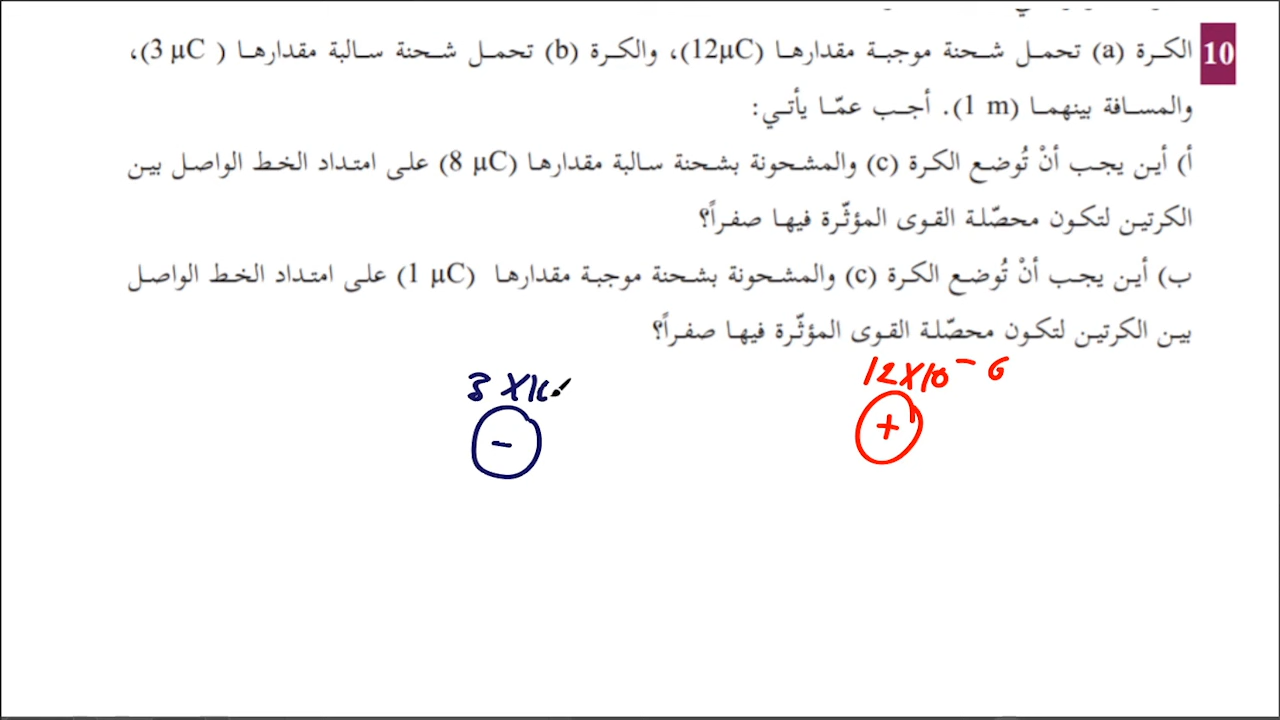 10
الكرة (a) تحمل شحنة موجبة مقدارها (12µC)، والكرة (b) تحمل شحنة سالبة مقدارها (3 µC )،
والمسافة بينهما (1 m). أجب عمّا يأتي:
أ) أين يجب أنْ تُوضع الكرة (c) والمشحونة بشحنة سالبة مقدارها (8 µC) على امتداد الخط الواصل بين
الكرتين لتكون محصّلة القوى المؤثّرة فيها صفراً؟
ب) أين يجب أنْ تُوضع الكرة (c) والمشحونة بشحنة موجبة مقدارها (1 µC) على امتداد الخط الواصل
بين الكرتين لتكون محصّلة القوى المؤثّرة فيها صفراً؟
3 X 12 X 10 - 6
- +